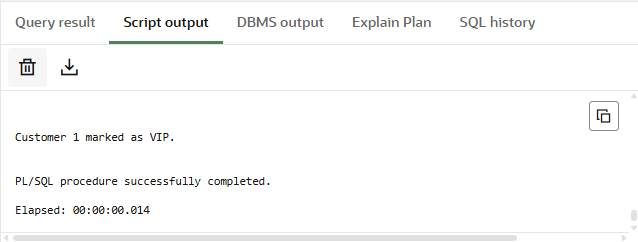 Query result Script output DBMS output Explain Plan SQL history
Customer 1 marked as VIP.
PL/SQL procedure successfully completed.
Elapsed: 00:00:00.014